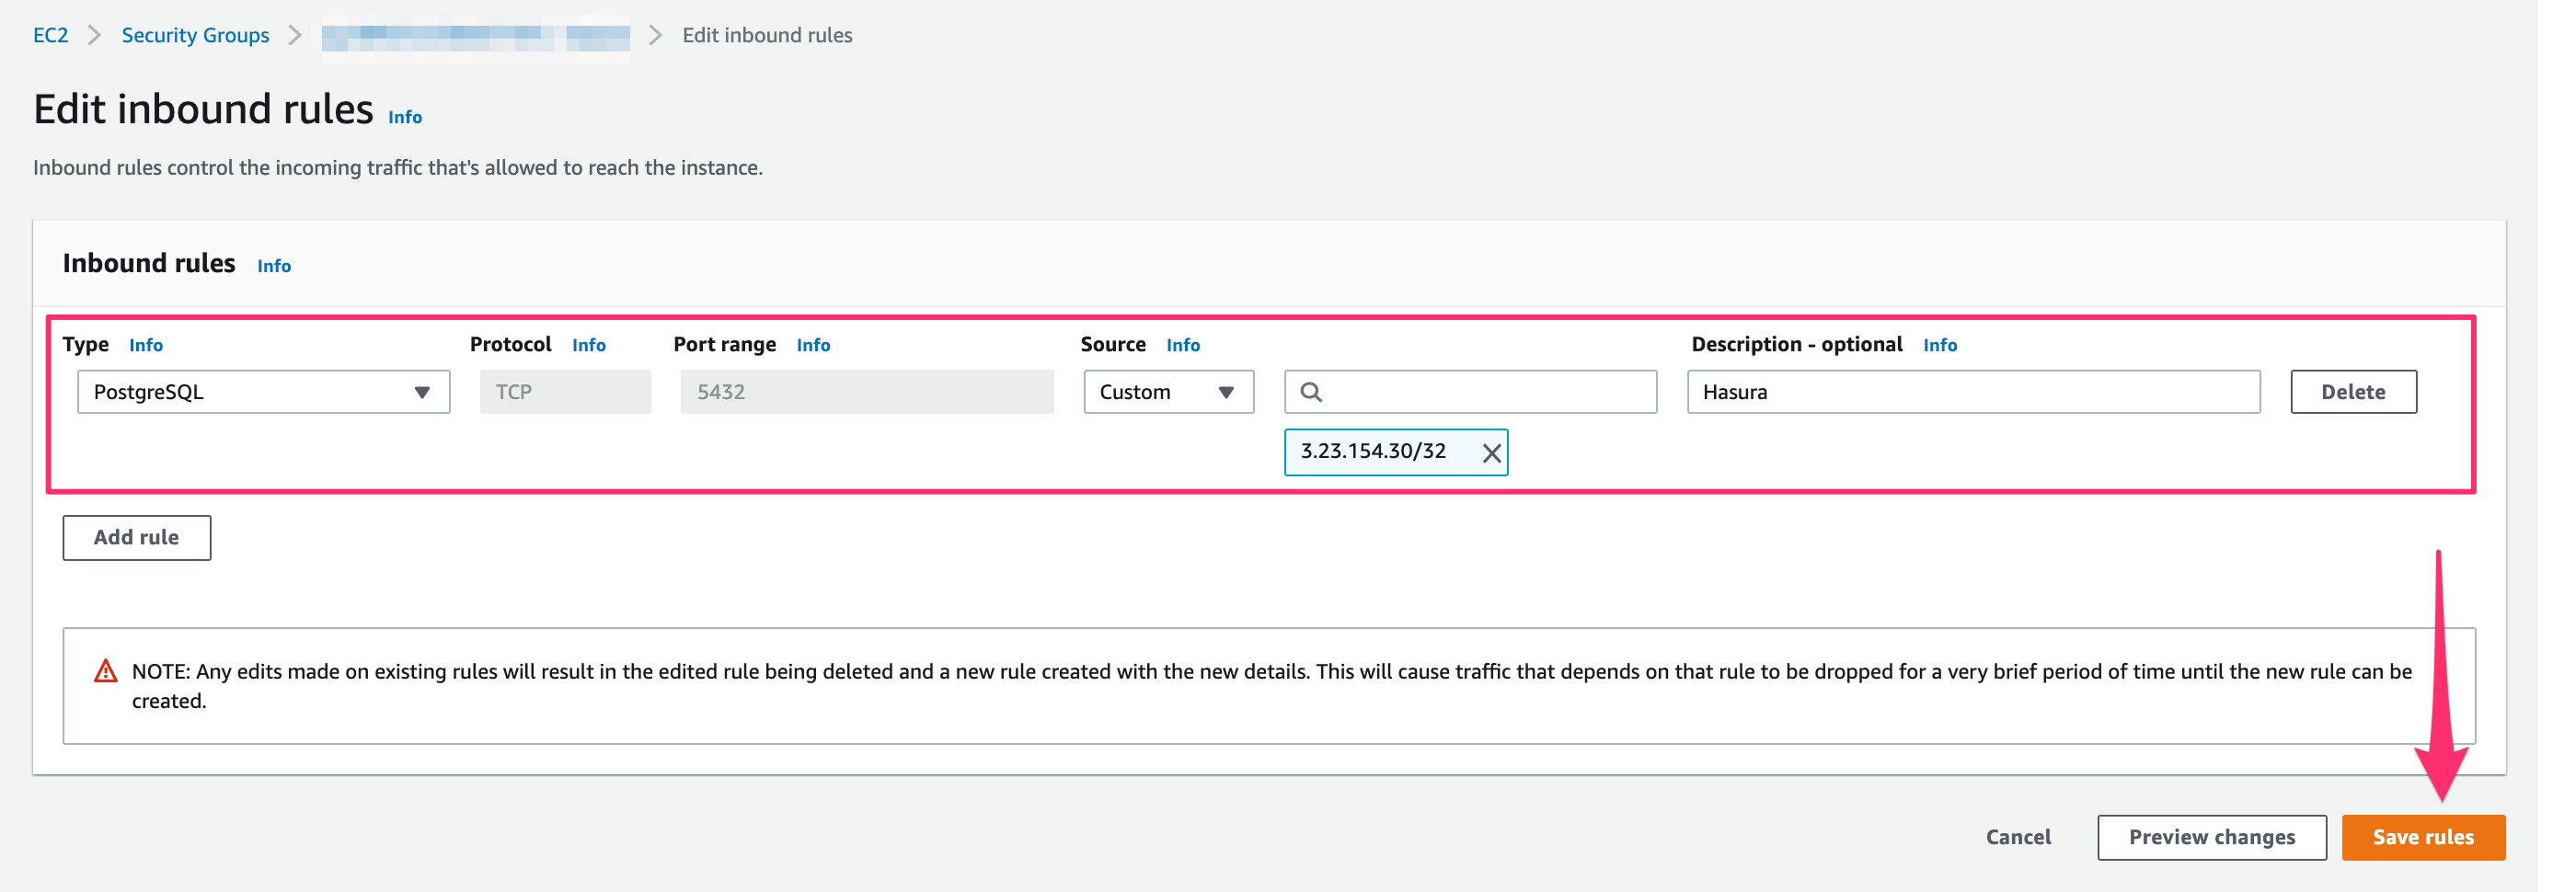 EC2 Security Groups Edit inbound rules
Edit inbound rules Info
Inbound rules control the incoming traffic that's allowed to reach the instance.
Inbound rules Info
Type Info Protocol Info Port range Info Source Info Description - optional Info
PostgreSQL TCP 5432 Custom Hasura Delete
3.23.154.30/32
Add rule
NOTE: Any edits made on existing rules will result in the edited rule being deleted and a new rule created with the new details. This will cause traffic that depends on that rule to be dropped for a very brief period of time until the new rule can be
created.
Cancel Preview changes Save rules